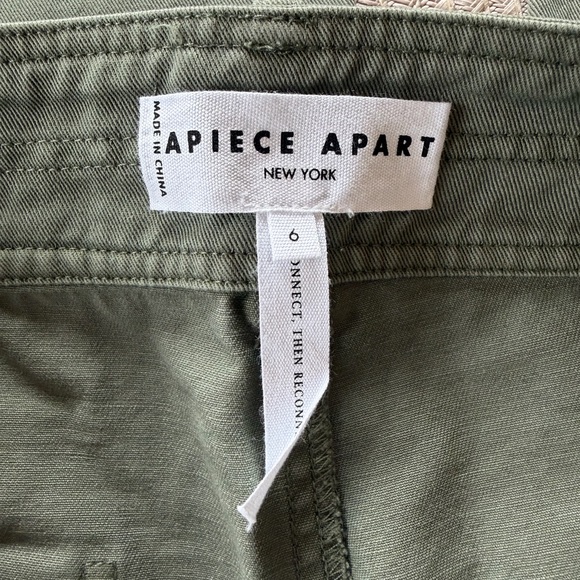 MADE IN CHINA
APIECE APART
NEW YORK
6
ONNECT, THEN RECONN